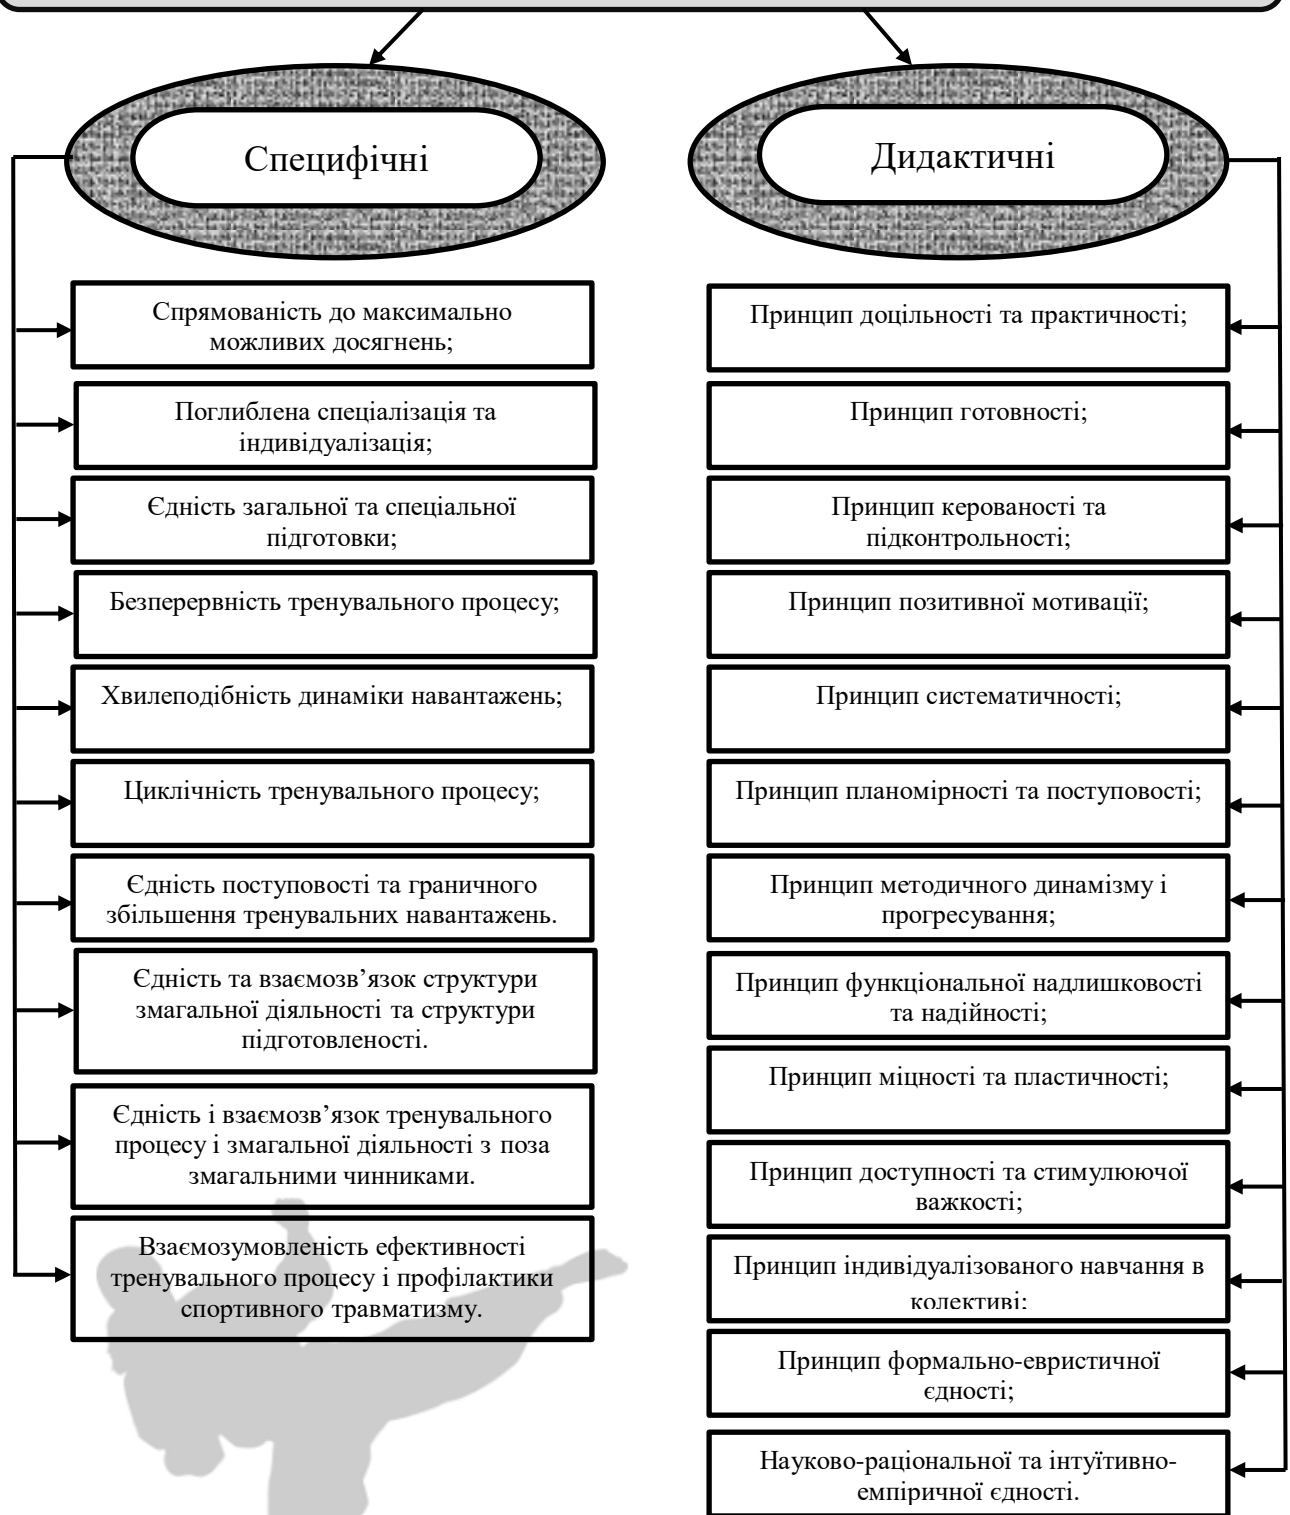 Специфічні
Спрямованість до максимально
можливих досягнень;
Поглиблена спеціалізація та
індивідуалізація;
Єдність загальної та спеціальної
підготовки;
Безперервність тренувального процесу;
Хвилеподібність динаміки навантажень;
Циклічність тренувального процесу;
Єдність поступовості та граничного
збільшення тренувальних навантажень.
Єдність та взаємозв’язок структури
змагальної діяльності та структури
підготовленості.
Єдність і взаємозв’язок тренувального
процесу і змагальної діяльності з поза
змагальними чинниками.
Взаємозумовленість ефективності
тренувального процесу і профілактики
спортивного травматизму.
Дидактичні
Принцип доцільності та практичності;
Принцип готовності;
Принцип керованості та
підконтрольності;
Принцип позитивної мотивації;
Принцип систематичності;
Принцип планомірності та поступовості;
Принцип методичного динамізму і
прогресування;
Принцип функціональної надлишковості
та надійності;
Принцип міцності та пластичності;
Принцип доступності та стимулюючої
важкості;
Принцип індивідуалізованого навчання в
колективі;
Принцип формально-евристичної
єдності;
Науково-раціональної та інтуїтивно-
емпіричної єдності.